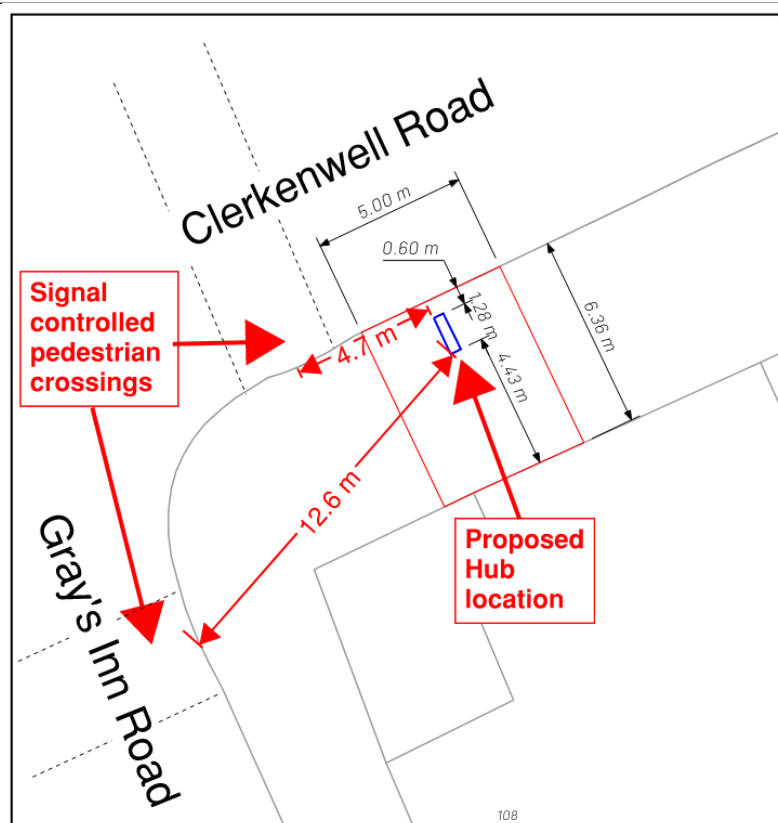 Clerkenwell Road
5.00 m
0.60 m
1.28 m
6.36 m
4.7 m
4.43 m
Signal
controlled
pedestrian
crossings
12.6 m
Proposed
Hub
location
Gray's Inn Road
108